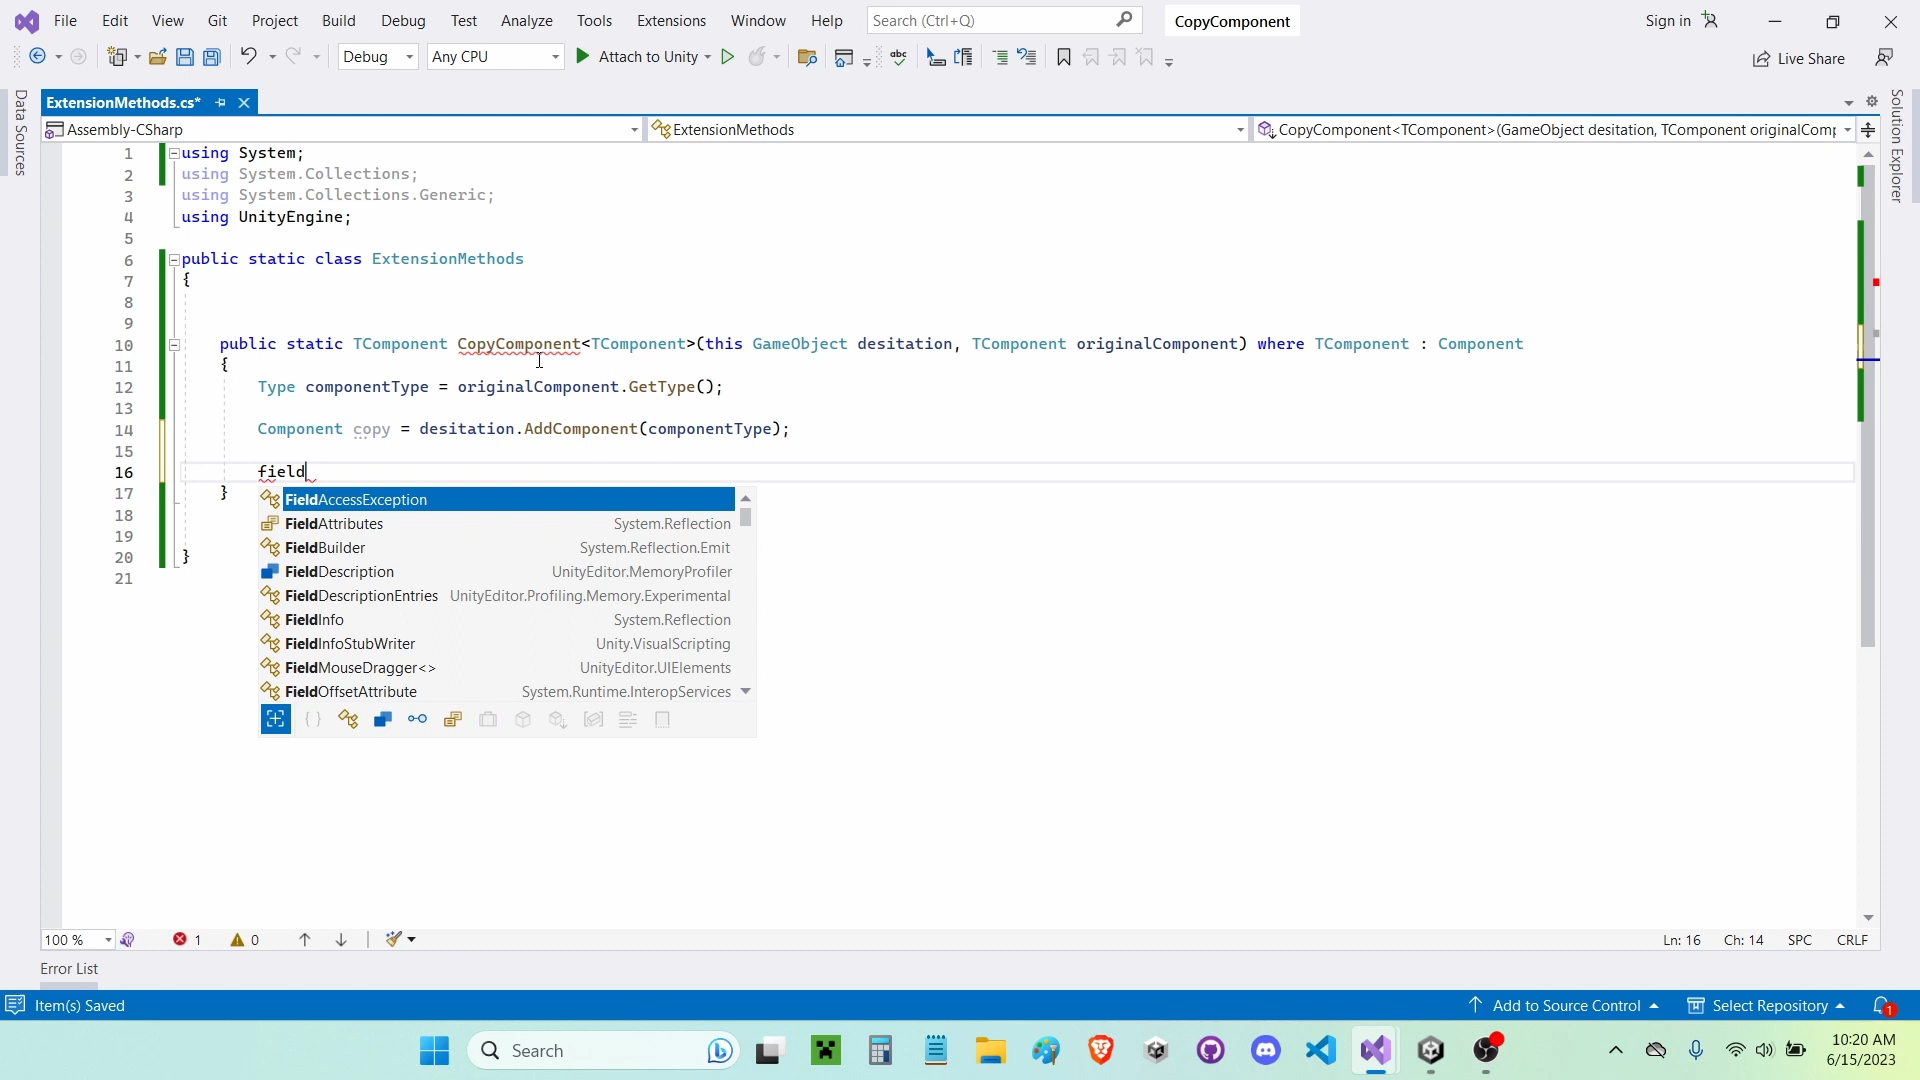 File Edit View Git Project Build Debug Test Analyze Tools Extensions Window Help Search (Ctrl+Q) CopyComponent Sign in
Debug Any CPU Attach to Unity abc Live Share
ExtensionMethods.cs*
Assembly-CSharp ExtensionMethods CopyComponent<TComponent>(GameObject desitation, TComponent originalComp
Data Sources
Solution Explorer
1 using System;
2 using System.Collections;
3 using System.Collections.Generic;
4 using UnityEngine;
5
6 public static class ExtensionMethods
7 {
8
9
10 public static TComponent CopyComponent<TComponent>(this GameObject desitation, TComponent originalComponent) where TComponent : Component
11 {
12 Type componentType = originalComponent.GetType();
13
14 Component copy = desitation.AddComponent(componentType);
15
16 field
17 }
18
19
20 }
21
FieldAccessException
FieldAttributes System.Reflection
FieldBuilder System.Reflection.Emit
FieldDescription UnityEditor.MemoryProfiler
FieldDescriptionEntries UnityEditor.Profiling.Memory.Experimental
FieldInfo System.Reflection
FieldInfoStubWriter Unity.VisualScripting
FieldMouseDragger<> UnityEditor.UIElements
FieldOffsetAttribute System.Runtime.InteropServices
100 % 1 0 Ln: 16 Ch: 14 SPC CRLF
Error List
Item(s) Saved Add to Source Control Select Repository 1
Search 10:20 AM
6/15/2023